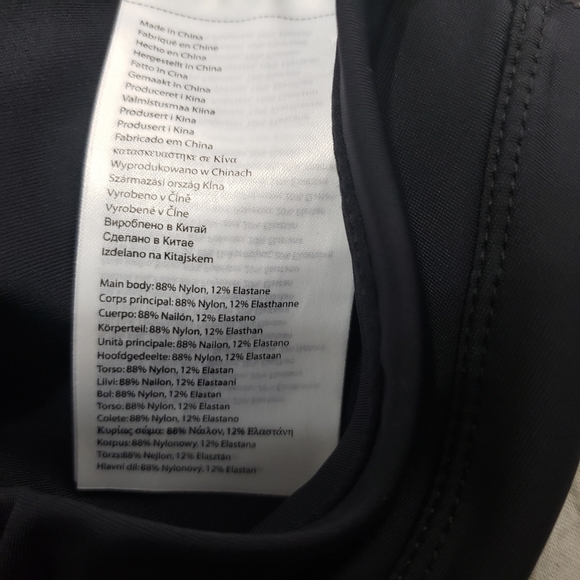 Made in China
Fabriqué en Chine
Hecho en China
Hergestellt in China
Fatto in Cina
Gemaakt in China
Produceret i Kina
Valmistusmaa Kiina
Produsert i Kina
Produsert i Kina
Fabricado em China
κατασκευαστηκε σε Κίνα
Wyprodukowano w Chinach
Származási ország Kína
Vyrobeno v Číně
Vyrobené v Číne
Вироблено в Китай
Сделано в Китае
Izdelano na Kitajskem
Main body: 88% Nylon, 12% Elastane
Corps principal: 88% Nylon, 12% Elasthanne
Cuerpo: 88% Nailón, 12% Elastano
Körperteil: 88% Nylon, 12% Elasthan
Unità principale: 88% Nailon, 12% Elastano
Hoofdgedeelte: 88% Nylon, 12% Elastaan
Torso: 88% Nylon, 12% Elastan
Liivi: 88% Nailon, 12% Elastaani
Bol: 88% Nylon, 12% Elastan
Torso: 88% Nylon, 12% Elastan
Colete: 88% Nylon, 12% Elastano
Κυρίως σώμα: 88% Νάυλον, 12% Ελαστάνη
Korpus: 88% Nylonowy, 12% Elastana
Törzs: 88% Nejlon, 12% Elasztán
Hlavní díl: 88% Nylonový, 12% Elastan